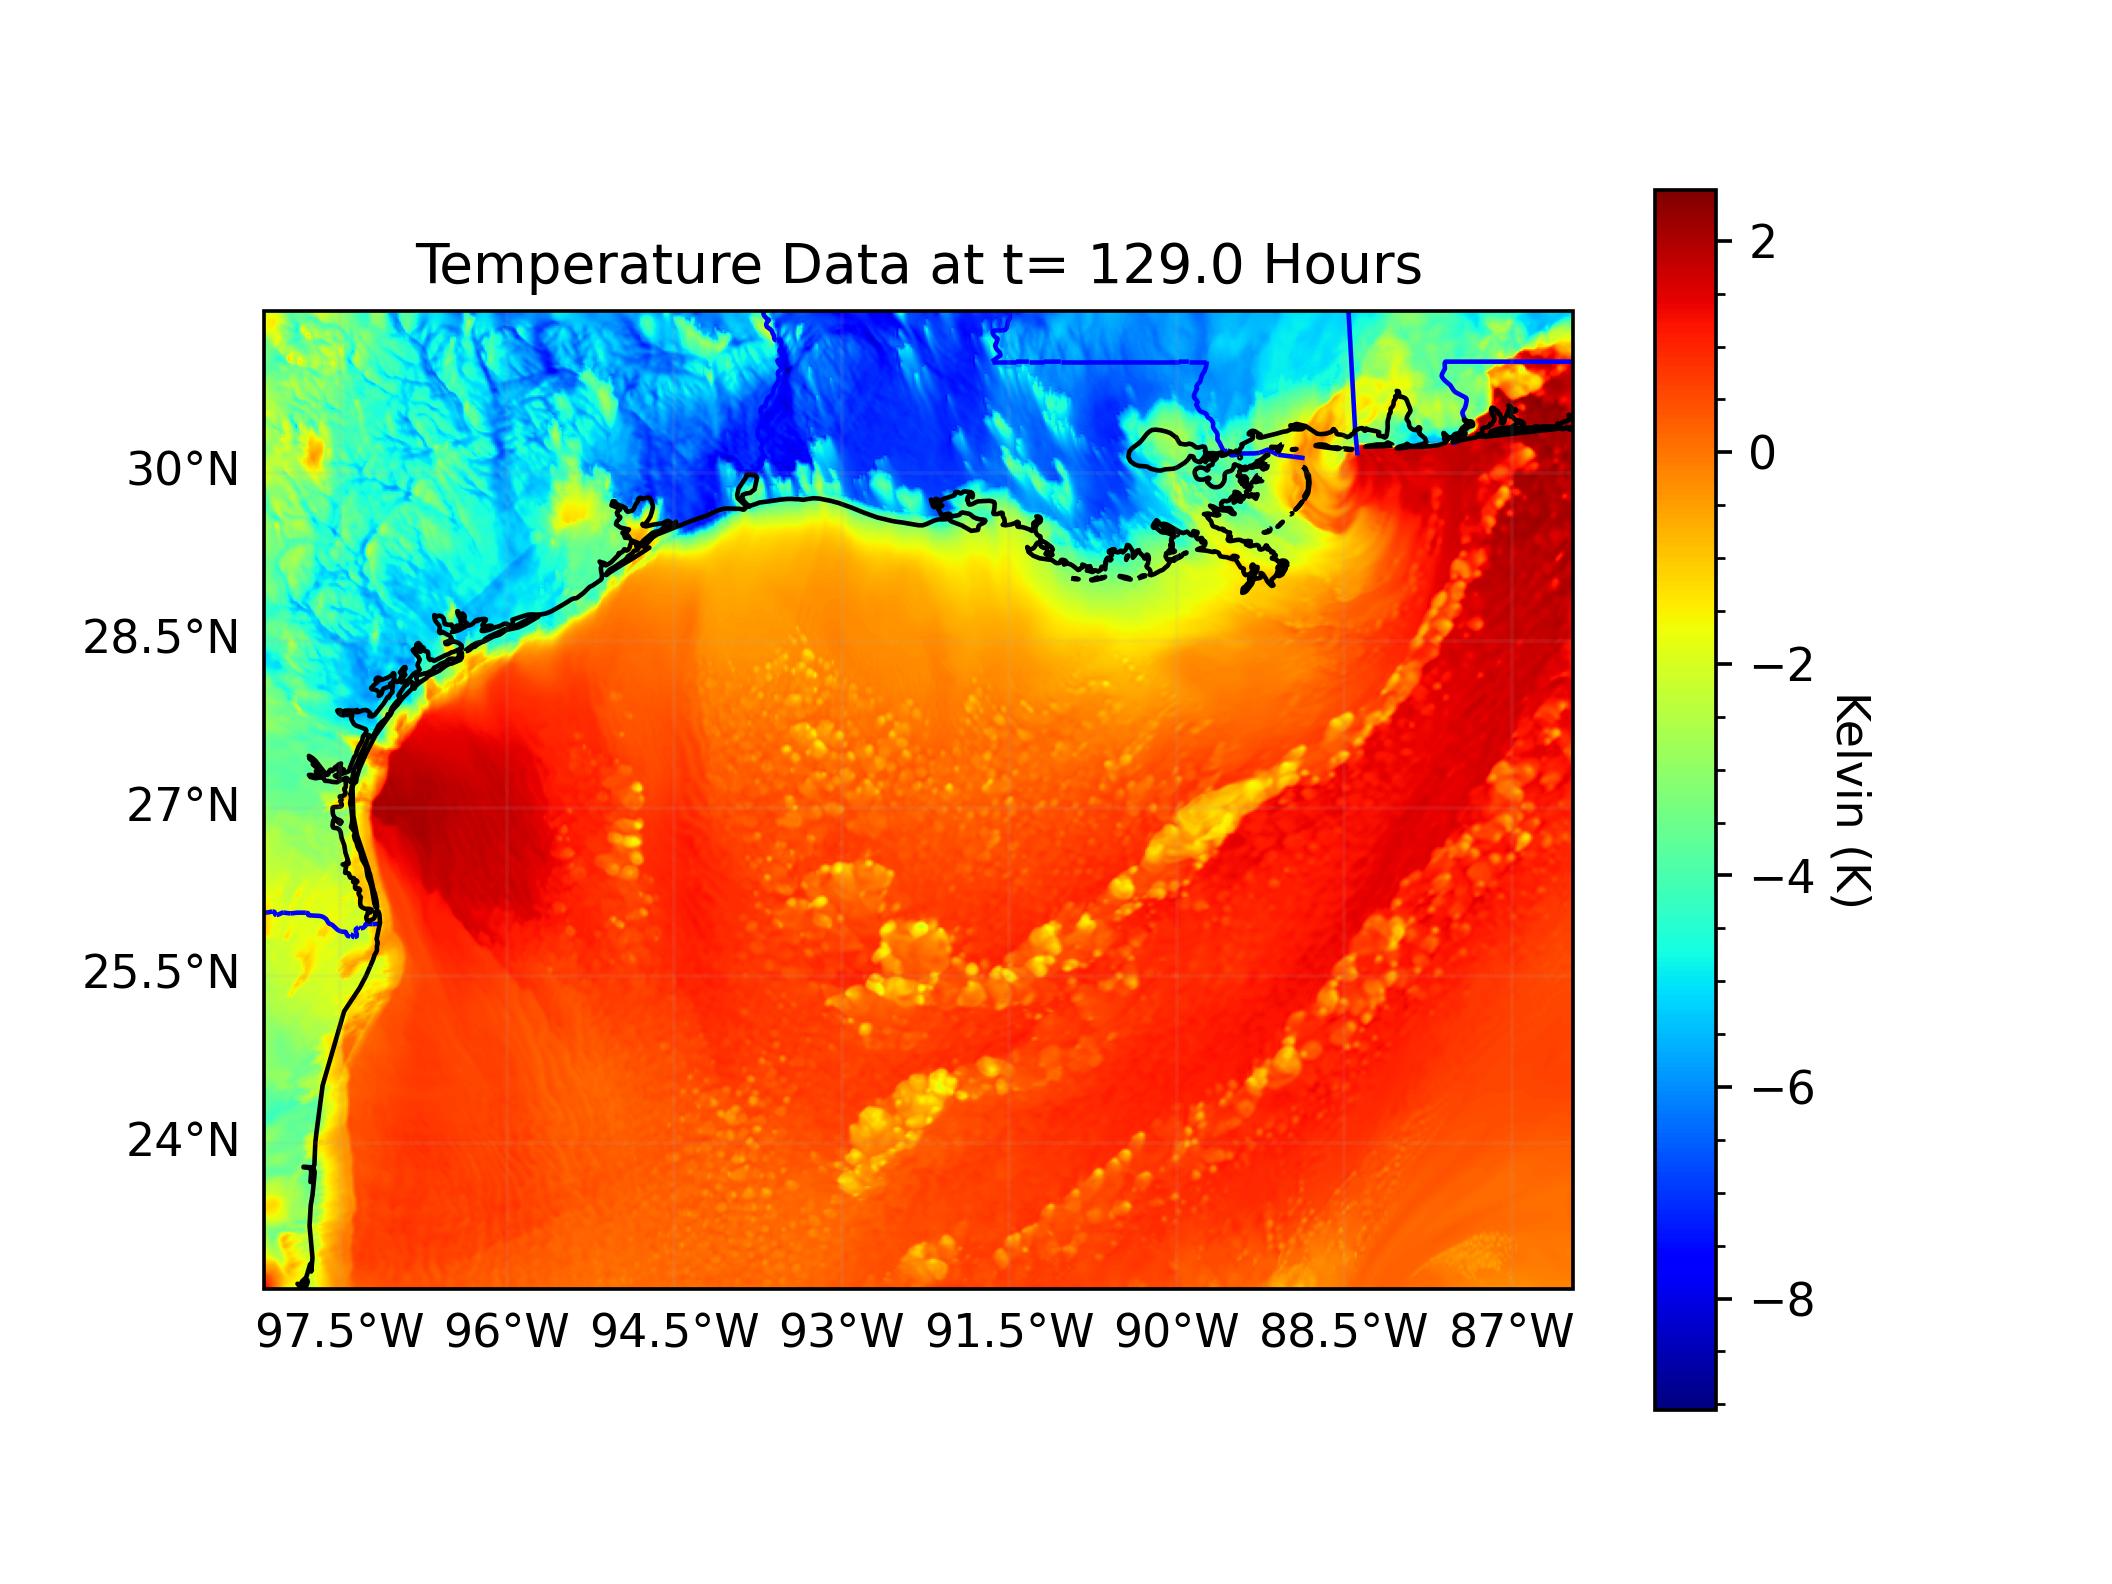 Temperature Data at t= 129.0 Hours
30°N
28.5°N
27°N
25.5°N
24°N
97.5°W 96°W 94.5°W 93°W 91.5°W 90°W 88.5°W 87°W
2
0
−2
−4
−6
−8
Kelvin (K)